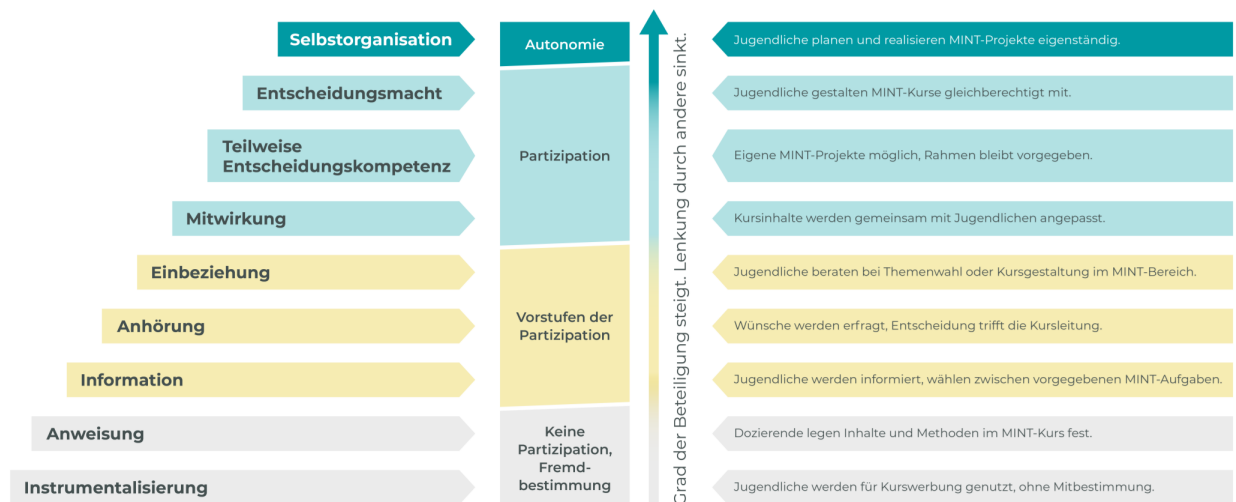 Selbstorganisation
Autonomie
Jugendliche planen und realisieren MINT-Projekte eigenständig.
Entscheidungsmacht
Jugendliche gestalten MINT-Kurse gleichberechtigt mit.
Teilweise
Entscheidungskompetenz
Partizipation
Eigene MINT-Projekte möglich, Rahmen bleibt vorgegeben.
Mitwirkung
Kursinhalte werden gemeinsam mit Jugendlichen angepasst.
Einbeziehung
Jugendliche beraten bei Themenwahl oder Kursgestaltung im MINT-Bereich.
Anhörung
Vorstufen der
Partizipation
Wünsche werden erfragt, Entscheidung trifft die Kursleitung.
Information
Jugendliche werden informiert, wählen zwischen vorgegebenen MINT-Aufgaben.
Anweisung
Keine
Partizipation,
Fremd-
bestimmung
Dozierende legen Inhalte und Methoden im MINT-Kurs fest.
Instrumentalisierung
Jugendliche werden für Kurswerbung genutzt, ohne Mitbestimmung.
Grad der Beteiligung steigt. Lenkung durch andere sinkt.